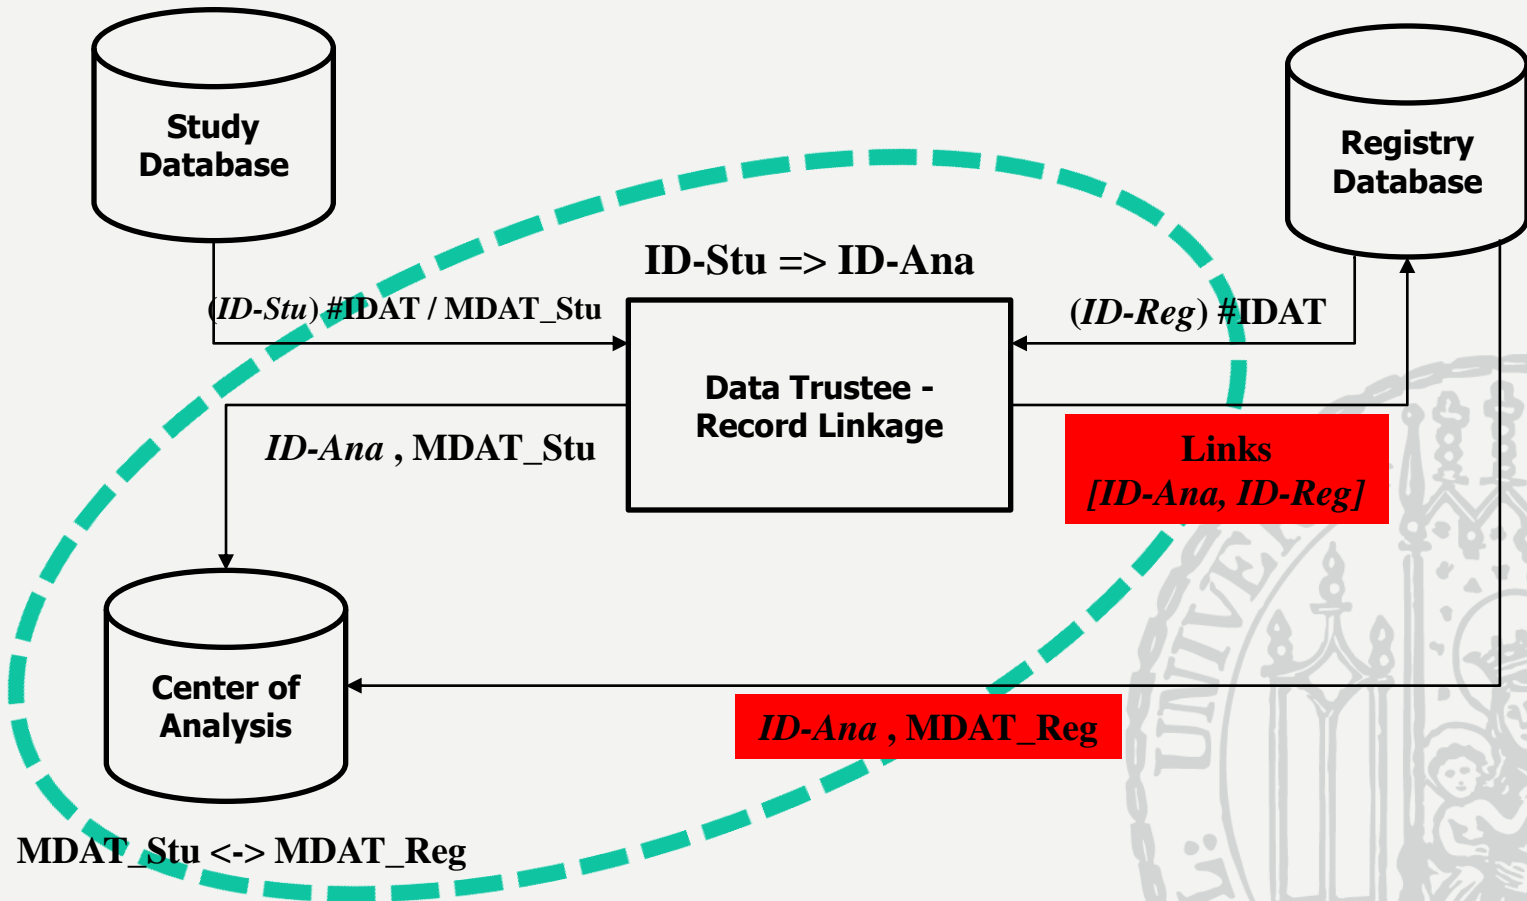 Study
Database
Registry
Database
ID-Stu => ID-Ana
(ID-Stu) #IDAT / MDAT_Stu
(ID-Reg) #IDAT
Data Trustee -
Record Linkage
ID-Ana , MDAT_Stu
Links
[ID-Ana, ID-Reg]
Center of
Analysis
ID-Ana , MDAT_Reg
MDAT_Stu <-> MDAT_Reg